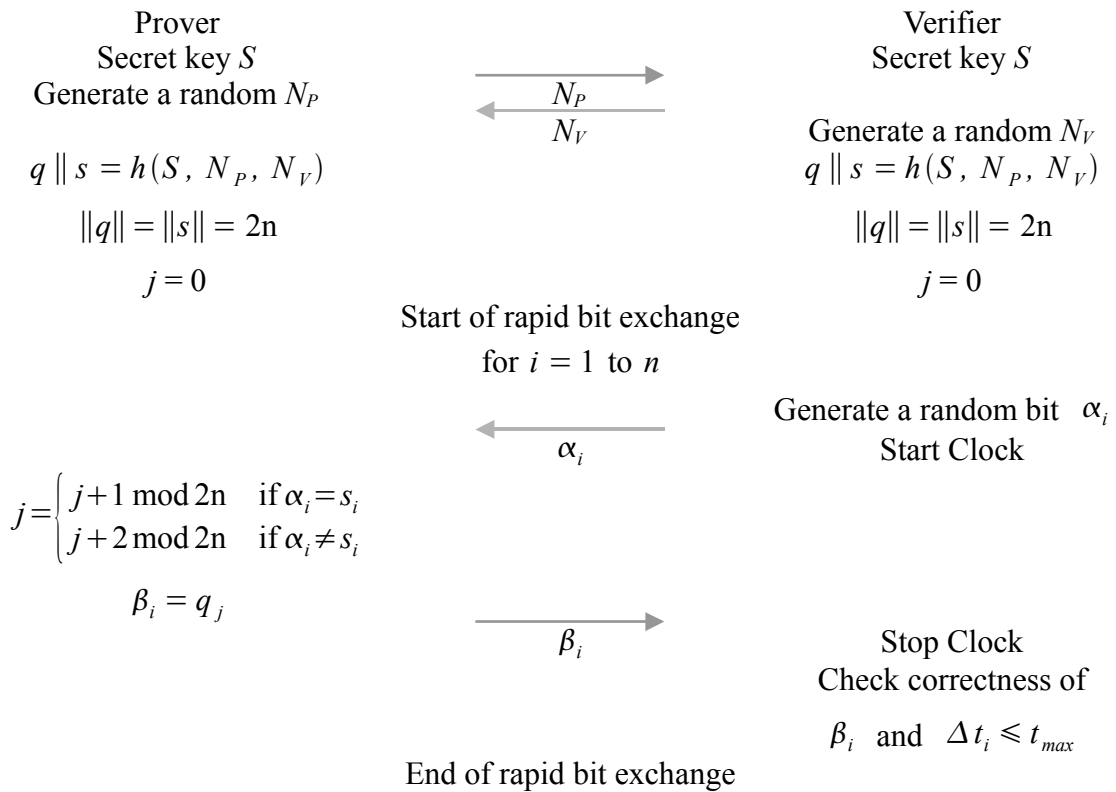 Prover
Secret key S
Generate a random N_P
Verifier
Secret key S
N_P
N_V
Generate a random N_V
q ∥ s = h(S, N_P, N_V)
q ∥ s = h(S, N_P, N_V)
‖q‖ = ‖s‖ = 2n
‖q‖ = ‖s‖ = 2n
j = 0
j = 0
Start of rapid bit exchange
for i = 1 to n
Generate a random bit α_i
Start Clock
α_i
j = { j+1 mod 2n if α_i = s_i
j+2 mod 2n if α_i ≠ s_i
β_i = q_j
β_i
Stop Clock
Check correctness of
β_i and Δt_i ⩽ t_max
End of rapid bit exchange